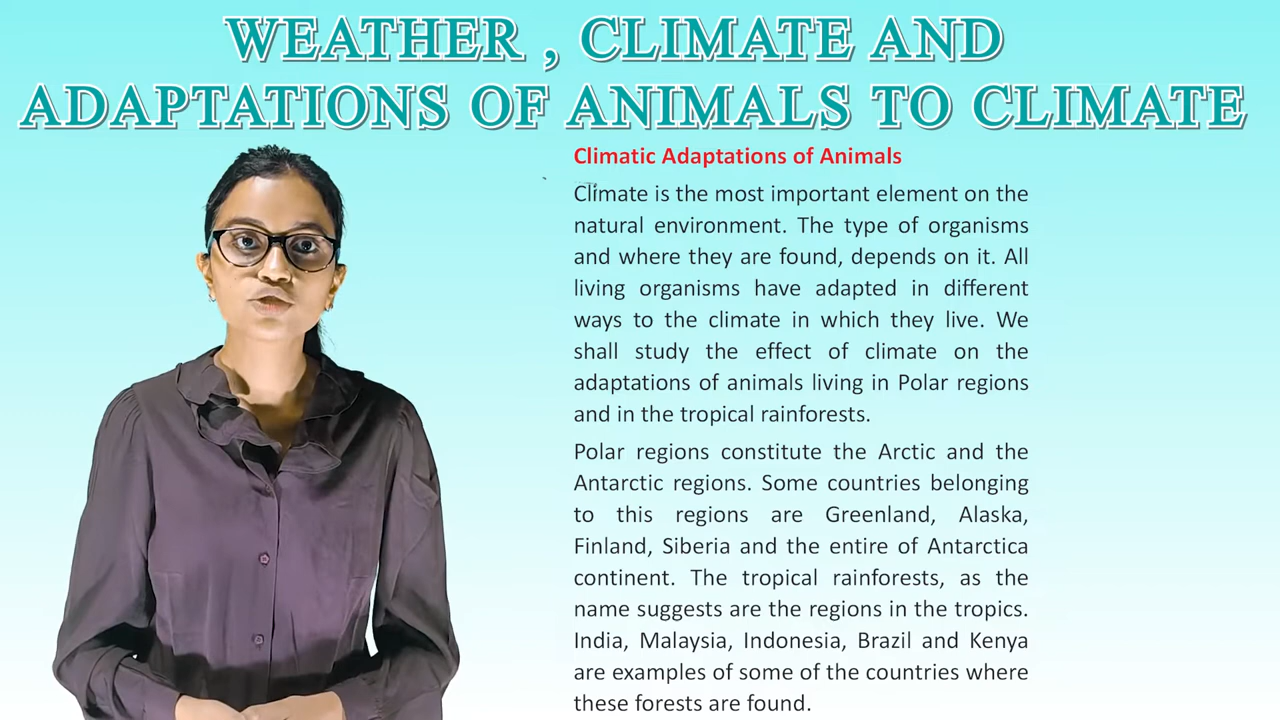 WEATHER , CLIMATE AND
ADAPTATIONS OF ANIMALS TO CLIMATE
Climatic Adaptations of Animals
Climate is the most important element on the
natural environment. The type of organisms
and where they are found, depends on it. All
living organisms have adapted in different
ways to the climate in which they live. We
shall study the effect of climate on the
adaptations of animals living in Polar regions
and in the tropical rainforests.
Polar regions constitute the Arctic and the
Antarctic regions. Some countries belonging
to this regions are Greenland, Alaska,
Finland, Siberia and the entire of Antarctica
continent. The tropical rainforests, as the
name suggests are the regions in the tropics.
India, Malaysia, Indonesia, Brazil and Kenya
are examples of some of the countries where
these forests are found.